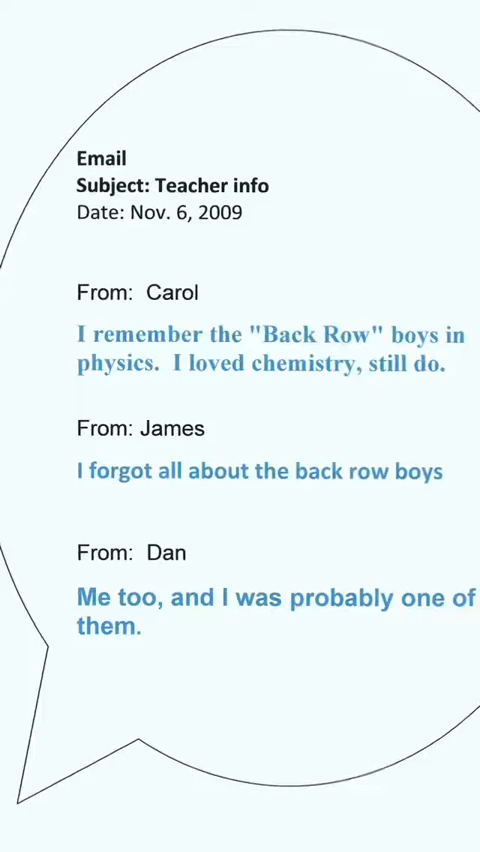 Email
Subject: Teacher info
Date: Nov. 6, 2009
From:  Carol
I remember the "Back Row" boys in
physics.  I loved chemistry, still do.
From: James
I forgot all about the back row boys
From:  Dan
Me too, and I was probably one of
them.